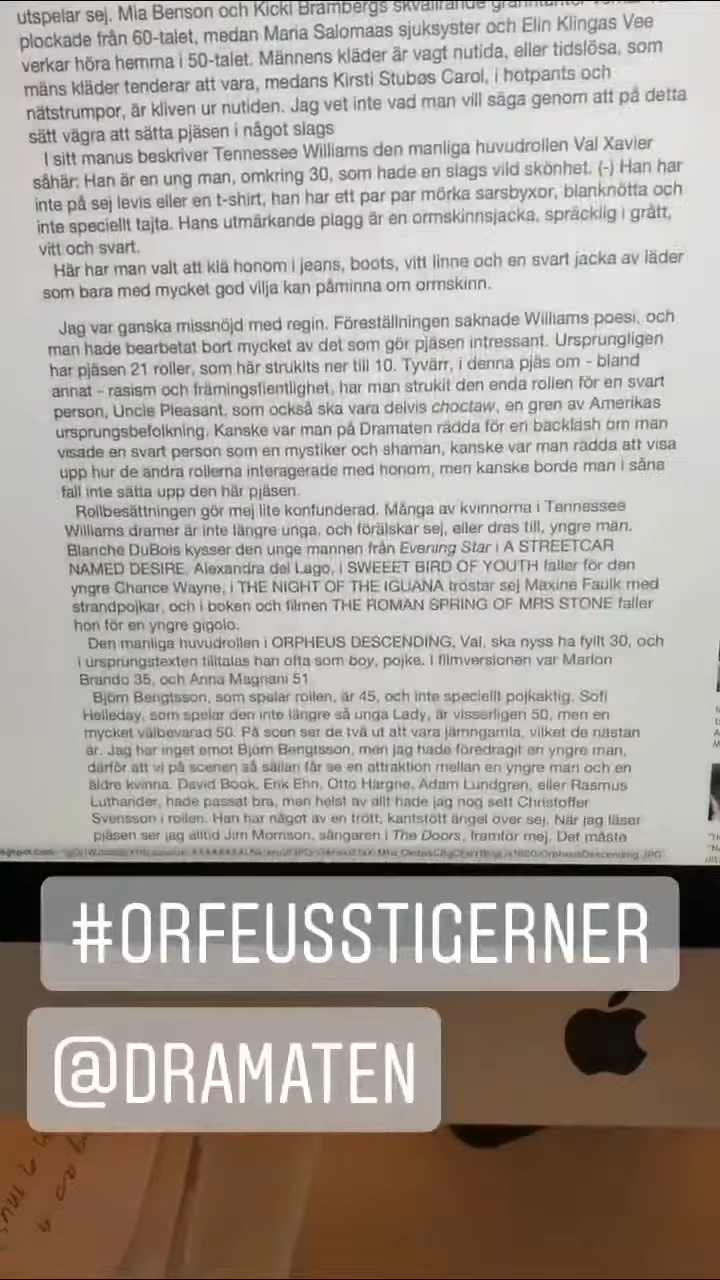 utspelar sej. Mia Benson och Kicki Brambergs skvallrande
plockade från 60-talet, medan Maria Salomaas sjuksyster och Elin Klingas Vee
verkar höra hemma i 50-talet. Männens kläder är vagt nutida, eller tidslösa, som
mäns kläder tenderar att vara, medans Kirsti Stubøs Carol, i hotpants och
nätstrumpor, är kliven ur nutiden. Jag vet inte vad man vill säga genom att på detta
sätt vägra att sätta pjäsen i något slags
I sitt manus beskriver Tennessee Williams den manliga huvudrollen Val Xavier
såhär: Han är en ung man, omkring 30, som hade en slags vild skönhet. (-) Han har
inte på sej levis eller en t-shirt, han har ett par par mörka sarsbyxor, blanknötta och
inte speciellt tajta. Hans utmärkande plagg är en ormskinnsjacka, spräcklig i grått,
vitt och svart.
Här har man valt att klä honom i jeans, boots, vitt linne och en svart jacka av läder
som bara med mycket god vilja kan påminna om ormskinn.
Jag var ganska missnöjd med regin. Föreställningen saknade Williams poesi, och
man hade bearbetat bort mycket av det som gör pjäsen intressant. Ursprungligen
har pjäsen 21 roller, som här strukits ner till 10. Tyvärr, i denna pjäs om - bland
annat - rasism och främingsfientlighet, har man strukit den enda rollen för en svart
person, Uncle Pleasant, som också ska vara delvis choctaw, en gren av Amerikas
ursprungsbefolkning. Kanske var man på Dramaten rädda för en backlash om man
visade en svart person som en mystiker och shaman, kanske var man rädda att visa
upp hur de andra rollerna interagerade med honom, men kanske borde man i såna
fall inte sätta upp den här pjäsen.
Rollbesättningen gör mej lite konfunderad. Många av kvinnorna i Tennessee
Williams dramer är inte längre unga, och förälskar sej, eller dras till, yngre män.
Blanche DuBois kysser den unge mannen från Evening Star i A STREETCAR
NAMED DESIRE, Alexandra del Lago, i SWEEET BIRD OF YOUTH faller för den
yngre Chance Wayne, i THE NIGHT OF THE IGUANA tröstar sej Maxine Faulk med
strandpojkar, och i boken och filmen THE ROMAN SPRING OF MRS STONE faller
hon för en yngre gigolo.
Den manliga huvudrollen i ORPHEUS DESCENDING, Val, ska nyss ha fyllt 30, och
i ursprungstexten tilltalas han ofta som boy, pojke. I filmversionen var Marlon
Brando 35, och Anna Magnani 51.
Björn Bengtsson, som spelar rollen, är 45, och inte speciellt pojkaktig. Sofi
Helleday, som spelar den inte längre så unga Lady, är visserligen 50, men en
mycket välbevarad 50. På scen ser de två ut att vara jämngamla, vilket de nästan
är. Jag har inget emot Björn Bengtsson, men jag hade föredragit en yngre man,
därför att vi på scenen så sällan får se en attraktion mellan en yngre man och en
äldre kvinna. David Book, Erik Ehn, Otto Hargne, Adam Lundgren, eller Rasmus
Luthander, hade passat bra, men helst av allt hade jag nog sett Christoffer
Svensson i rollen. Han har något av en trött, kantstött ängel över sej. När jag läser
pjäsen ser jag alltid Jim Morrison, sångaren i The Doors, framför mej. Det måste
#ORFEUSSTIGERNER
@DRAMATEN